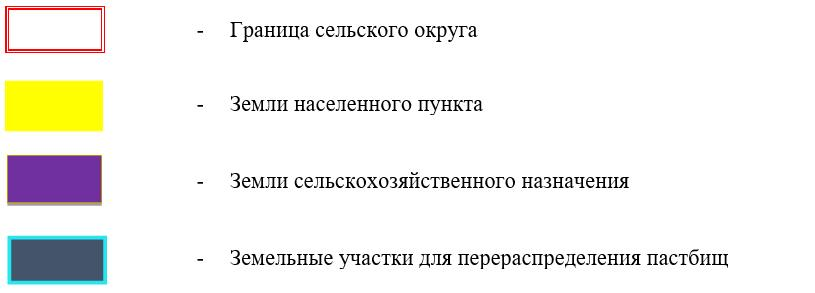 - Граница сельского округа
- Земли населенного пункта
- Земли сельскохозяйственного назначения
- Земельные участки для перераспределения пастбищ